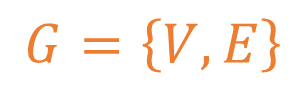 G = {V, E}